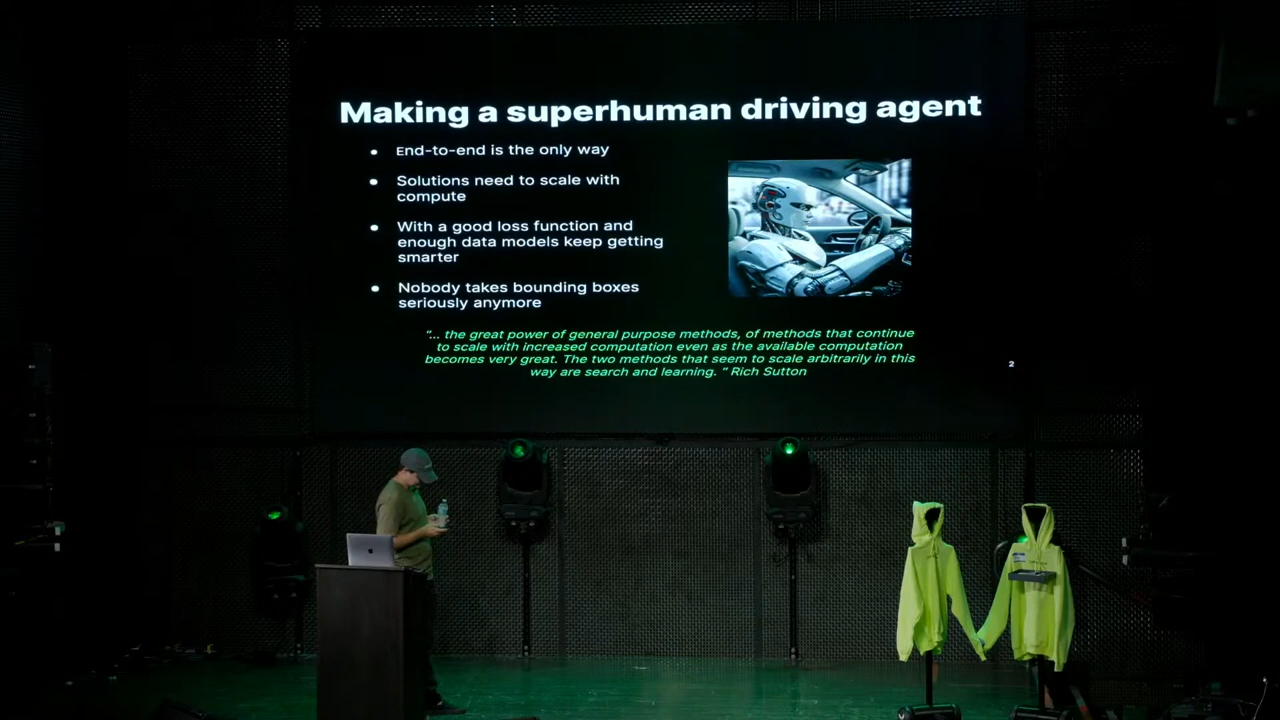 Making a superhuman driving agent
End-to-end is the only way
Solutions need to scale with
compute
With a good loss function and
enough data models keep getting
smarter
Nobody takes bounding boxes
seriously anymore
"... the great power of general purpose methods, of methods that continue
to scale with increased computation even as the available computation
becomes very great. The two methods that seem to scale arbitrarily in this
way are search and learning. " Rich Sutton
2